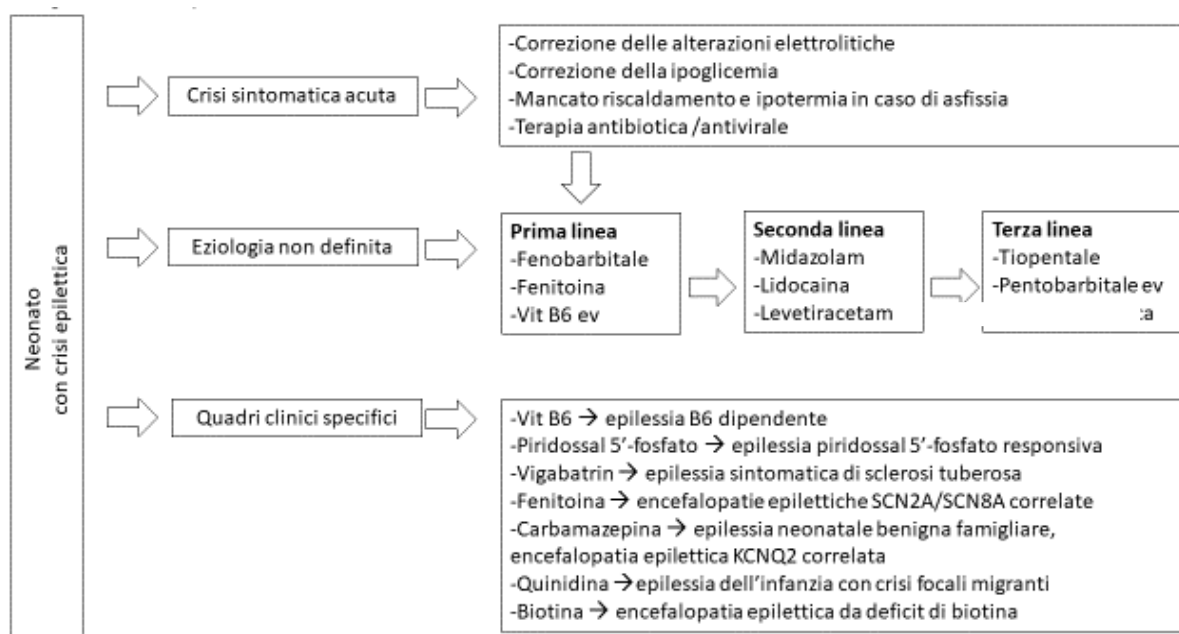 Neonato
con crisi epilettica
Crisi sintomatica acuta
-Correzione delle alterazioni elettrolitiche
-Correzione della ipoglicemia
-Mancato riscaldamento e ipotermia in caso di asfissia
-Terapia antibiotica /antivirale
Eziologia non definita
Prima linea
-Fenobarbitale
-Fenitoina
-Vit B6 ev
Seconda linea
-Midazolam
-Lidocaina
-Levetiracetam
Terza linea
-Tiopentale
-Pentobarbitale ev
Quadri clinici specifici
-Vit B6 → epilessia B6 dipendente
-Piridossal 5’-fosfato → epilessia piridossal 5’-fosfato responsiva
-Vigabatrin → epilessia sintomatica di sclerosi tuberosa
-Fenitoina → encefalopatie epilettiche SCN2A/SCN8A correlate
-Carbamazepina → epilessia neonatale benigna famigliare,
encefalopatia epilettica KCNQ2 correlata
-Quinidina →epilessia dell’infanzia con crisi focali migranti
-Biotina → encefalopatia epilettica da deficit di biotina